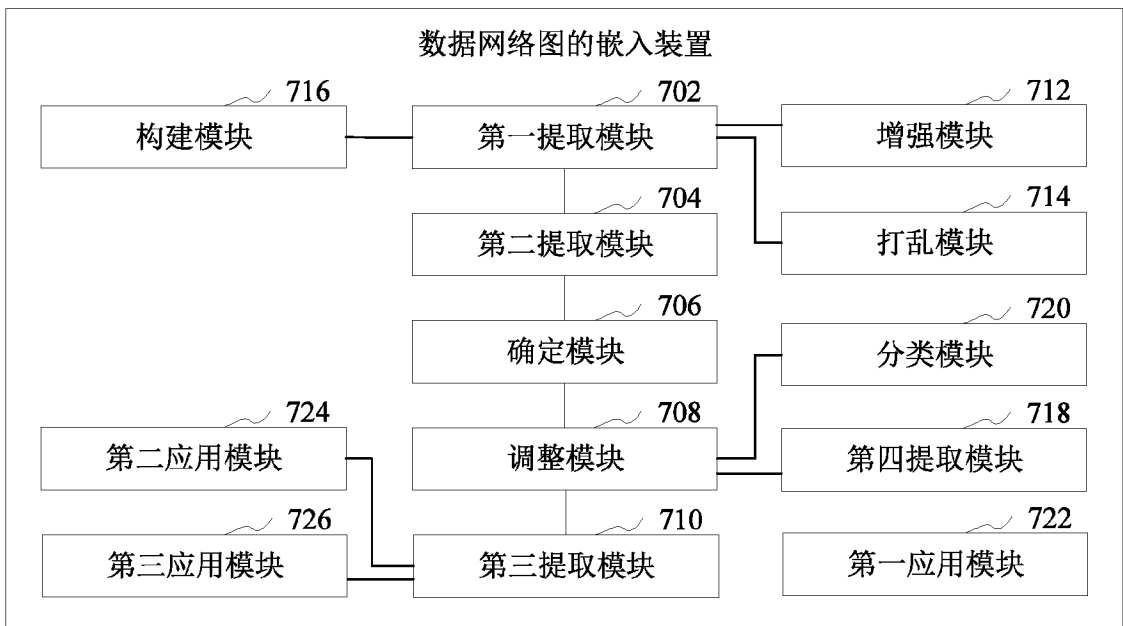 数据网络图的嵌入装置
716
702
712
构建模块
第一提取模块
增强模块
704
714
第二提取模块
打乱模块
706
720
确定模块
分类模块
724
708
718
第二应用模块
调整模块
第四提取模块
726
710
722
第三应用模块
第三提取模块
第一应用模块